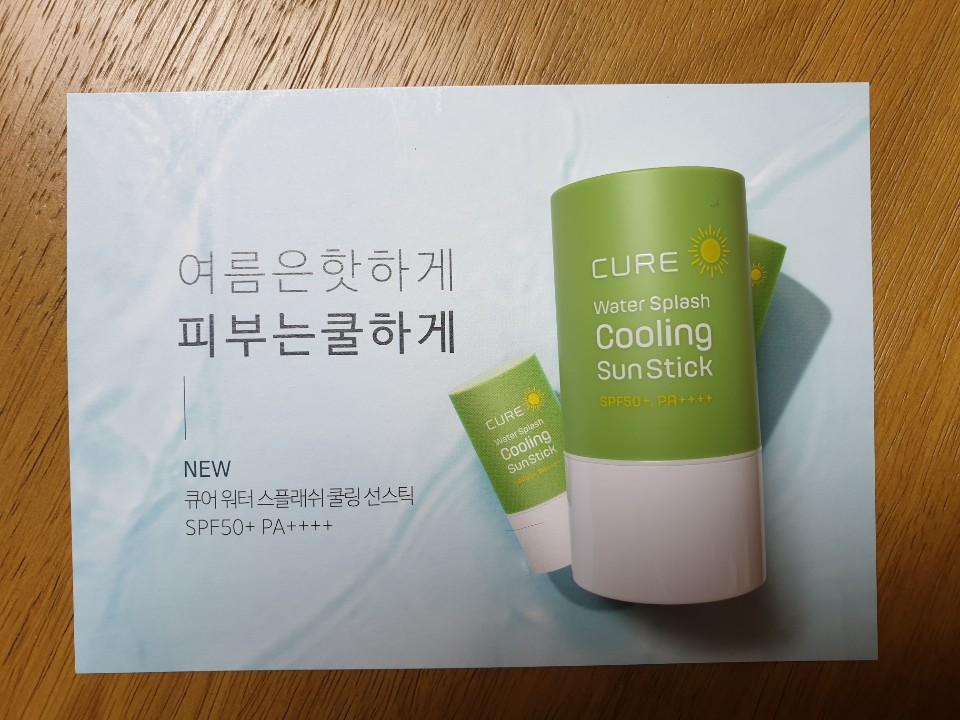 여름은핫하게
피부는쿨하게
NEW
큐어 워터 스플래쉬 쿨링 선스틱
SPF50+ PA++++
CURE
Water Splash
Cooling
Sun Stick
SPF50+, PA++++
CURE
Water Splash
Cooling
Sun Stick